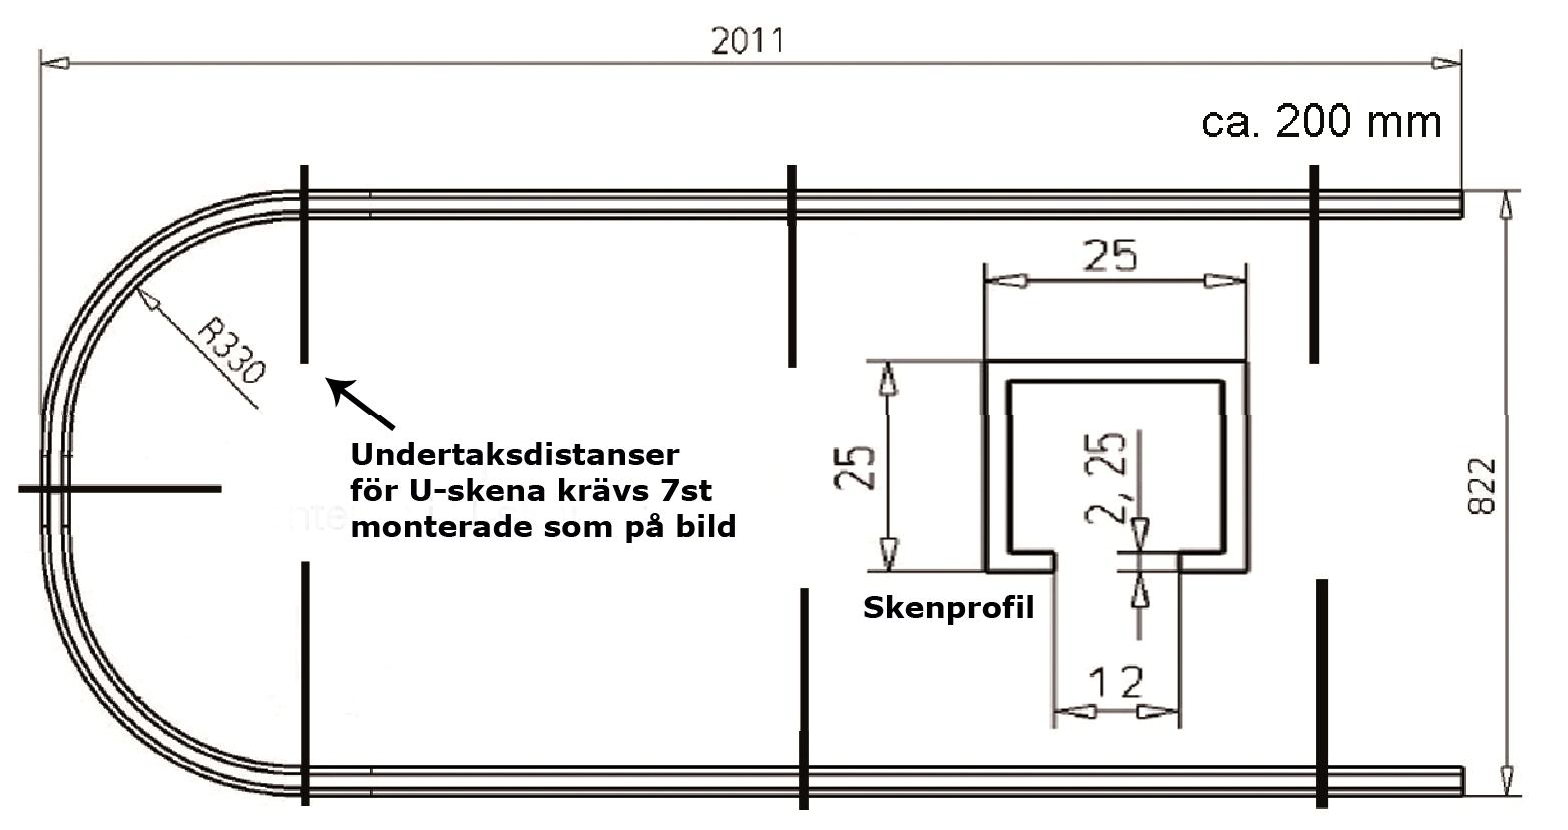 2011
ca. 200 mm
25
R330
Undertaksdistanser
för U-skena krävs 7st
monterade som på bild
25
2,25
822
Skenprofil
12